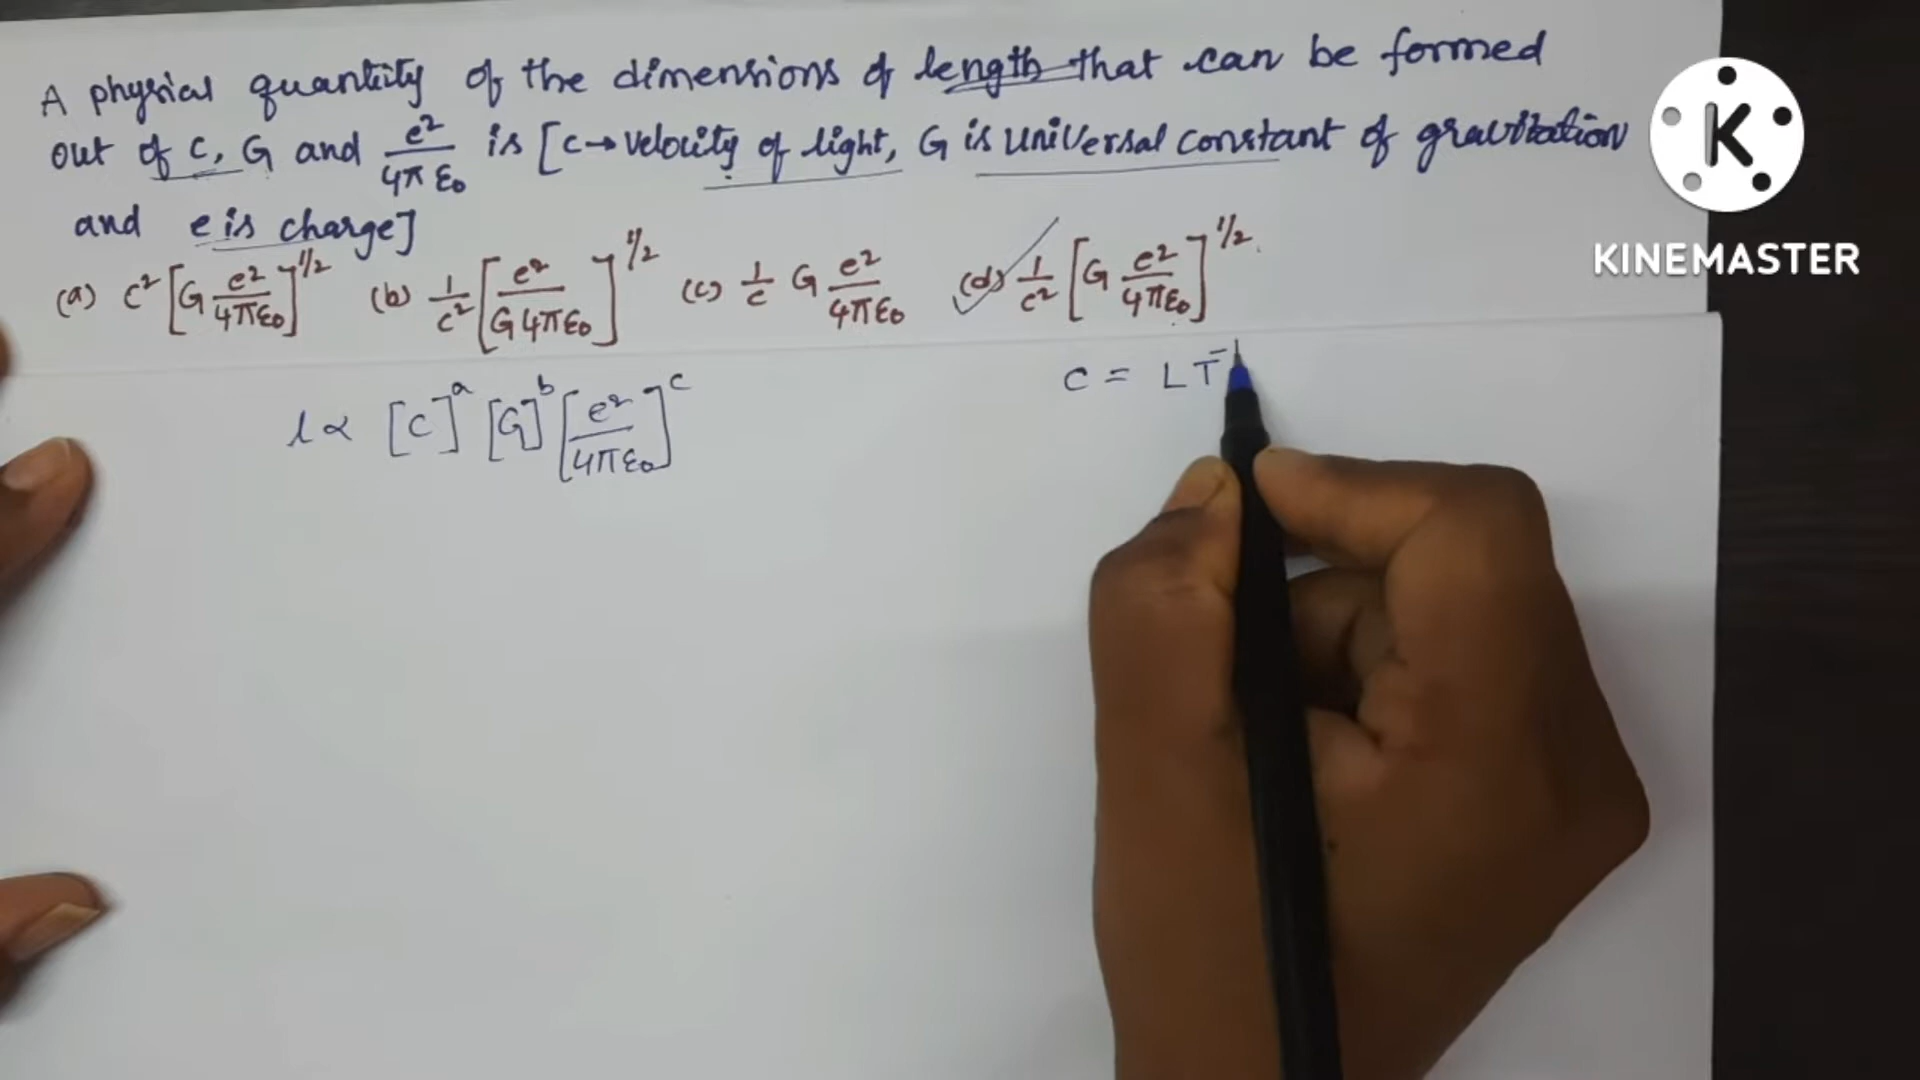 A physical quantity of the dimensions of length that can be formed
out of c, G and e²/4πε₀ is [c→velocity of light, G is universal constant of gravitation
and e is charge]
(a) c² [G e²/4πε₀]^1/2 (b) 1/c² [e²/G4πε₀]^1/2 (c) 1/c G e²/4πε₀ (d) 1/c² [G e²/4πε₀]^1/2
l ∝ [c]^a [G]^b [e²/4πε₀]^c
c = LT⁻¹
K
KINEMASTER